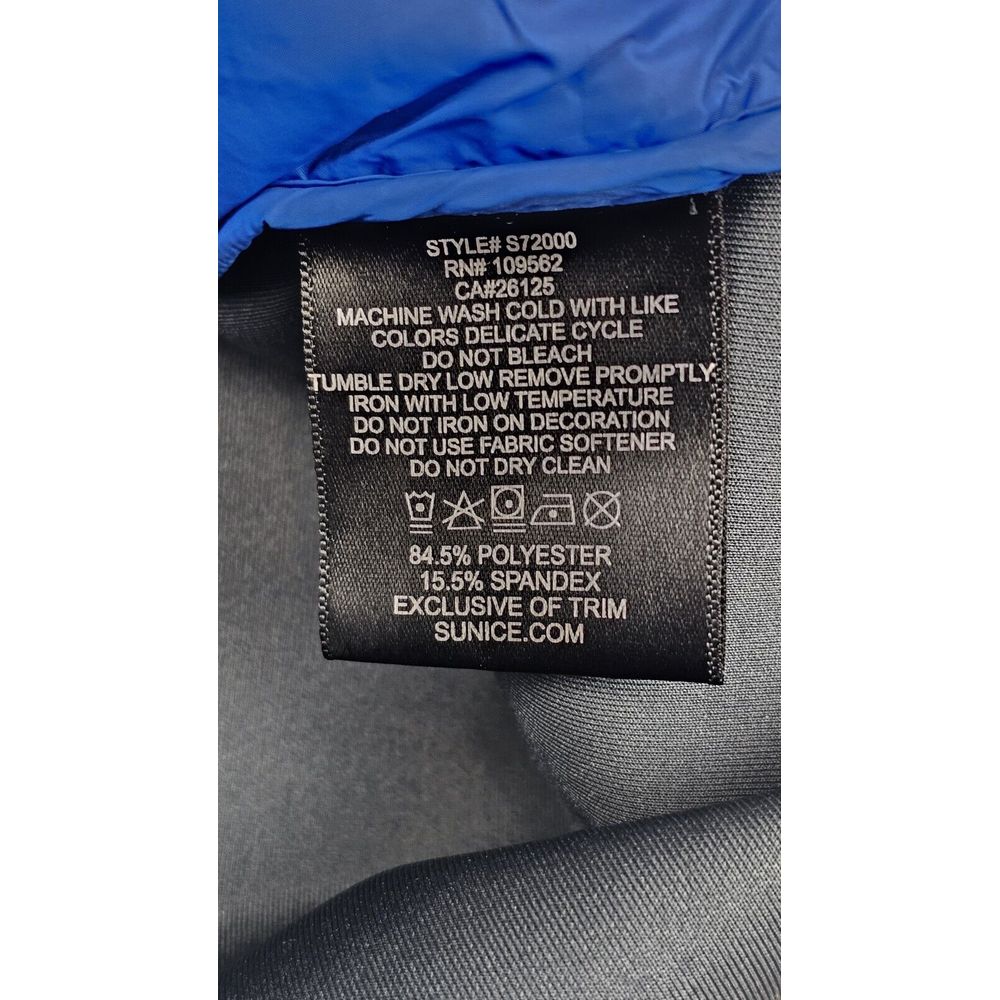 STYLE# S72000
RN# 109562
CA#26125
MACHINE WASH COLD WITH LIKE
COLORS DELICATE CYCLE
DO NOT BLEACH
TUMBLE DRY LOW REMOVE PROMPTLY
IRON WITH LOW TEMPERATURE
DO NOT IRON ON DECORATION
DO NOT USE FABRIC SOFTENER
DO NOT DRY CLEAN
84.5% POLYESTER
15.5% SPANDEX
EXCLUSIVE OF TRIM
SUNICE.COM